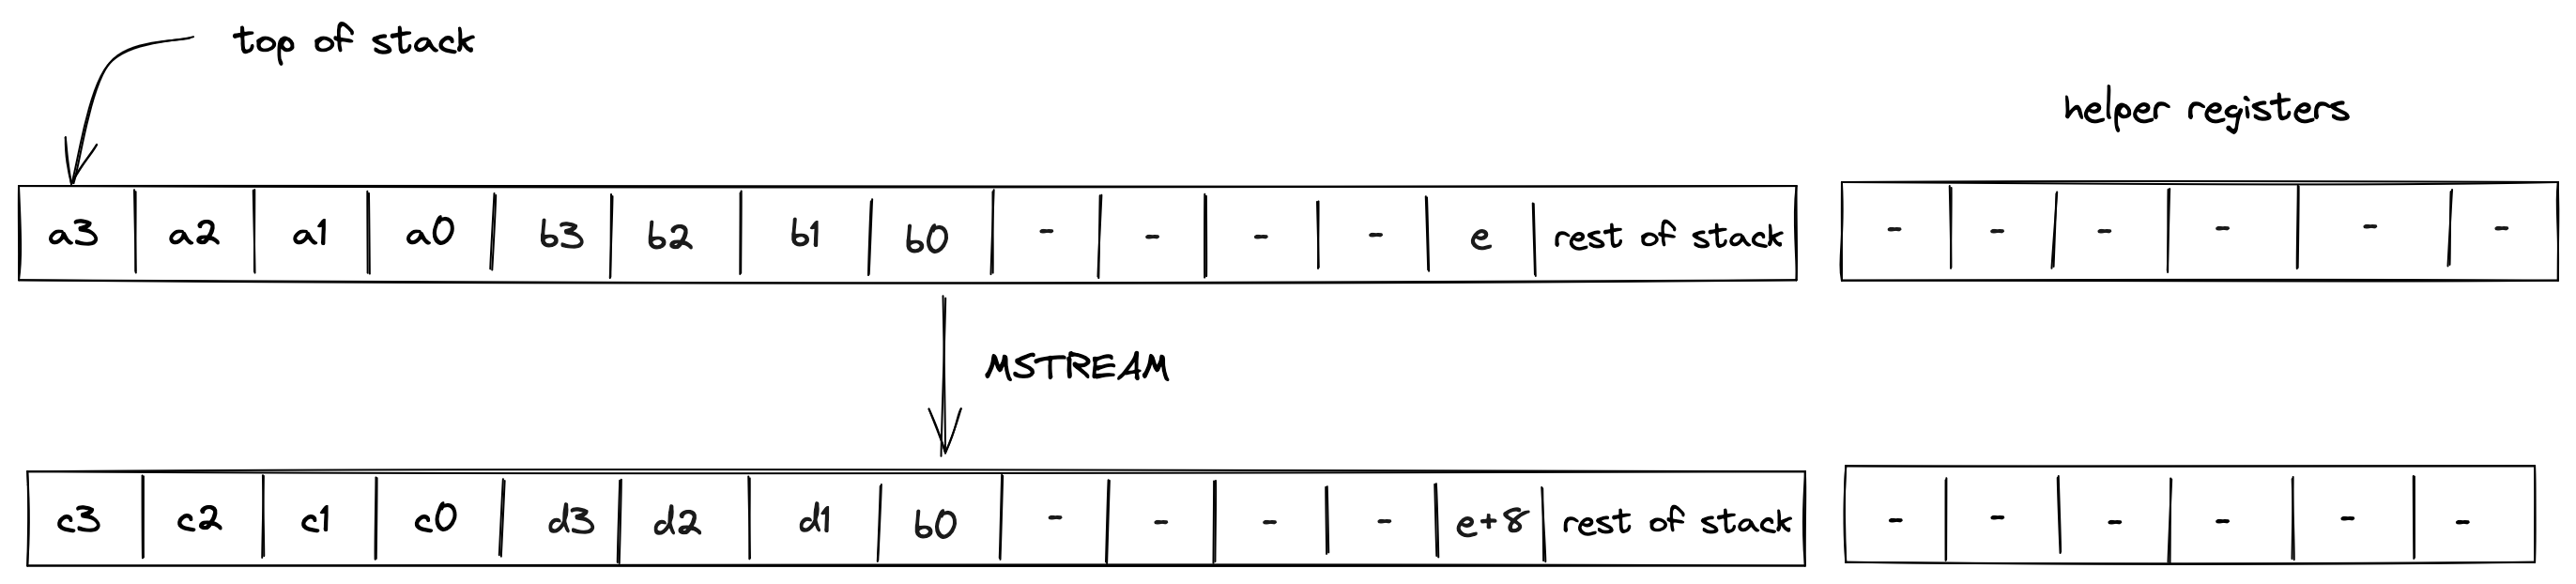 top of stack
helper registers
a3 a2 a1 a0 b3 b2 b1 b0 - - - - e rest of stack - - - - - -
MSTREAM
c3 c2 c1 c0 d3 d2 d1 b0 - - - - e+8 rest of stack - - - - - -